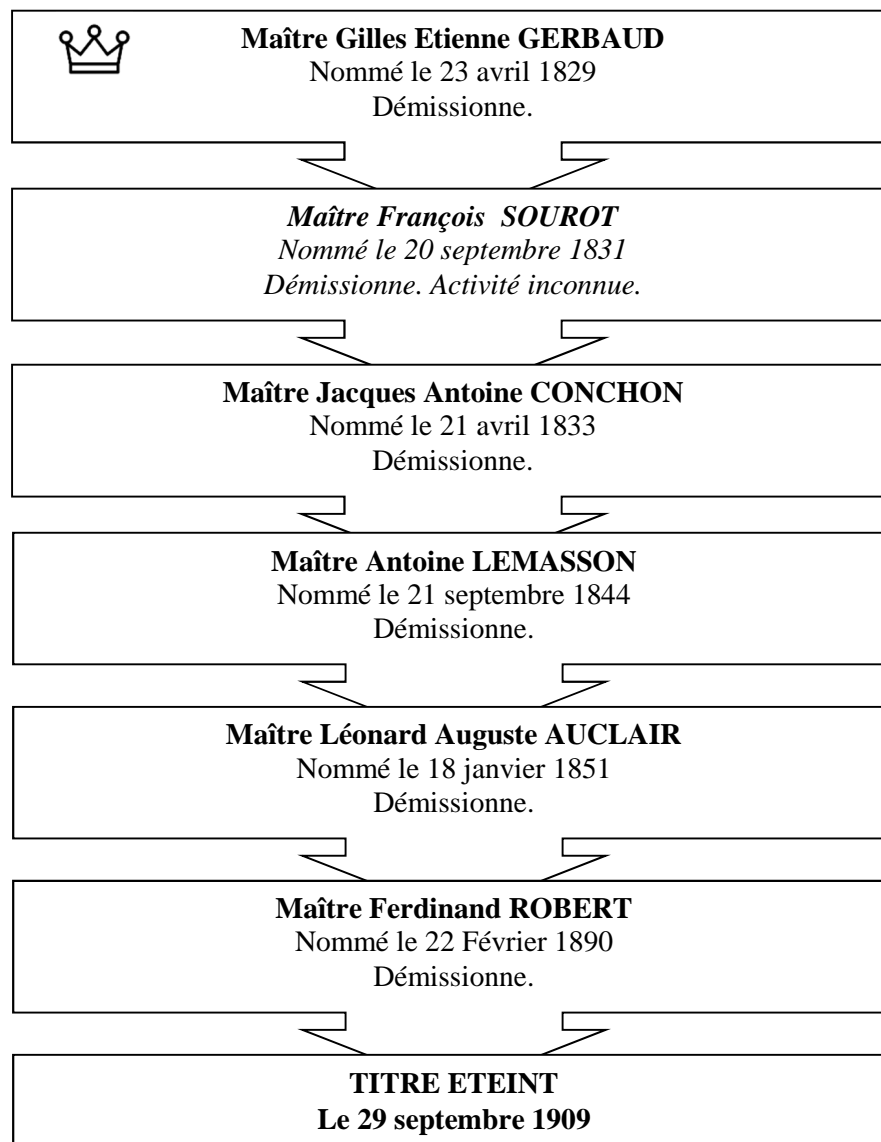 Maître Gilles Etienne GERBAUD
Nommé le 23 avril 1829
Démissionne.
Maître François SOUROT
Nommé le 20 septembre 1831
Démissionne. Activité inconnue.
Maître Jacques Antoine CONCHON
Nommé le 21 avril 1833
Démissionne.
Maître Antoine LEMASSON
Nommé le 21 septembre 1844
Démissionne.
Maître Léonard Auguste AUCLAIR
Nommé le 18 janvier 1851
Démissionne.
Maître Ferdinand ROBERT
Nommé le 22 Février 1890
Démissionne.
TITRE ETEINT
Le 29 septembre 1909